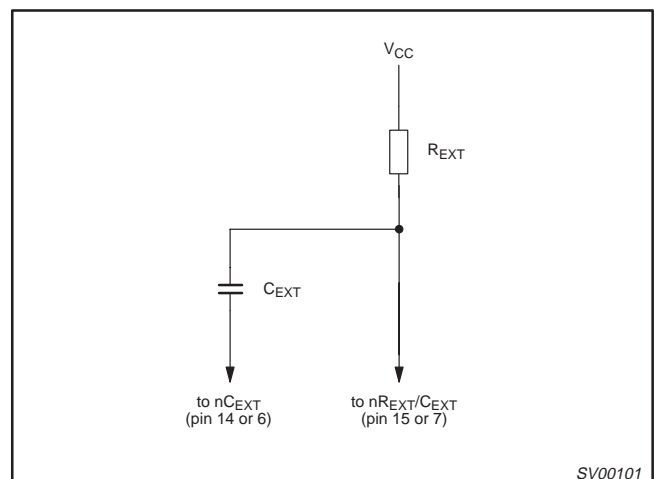 VCC
REXT
CEXT
to nCEXT
(pin 14 or 6)
to nREXT/CEXT
(pin 15 or 7)
SV00101